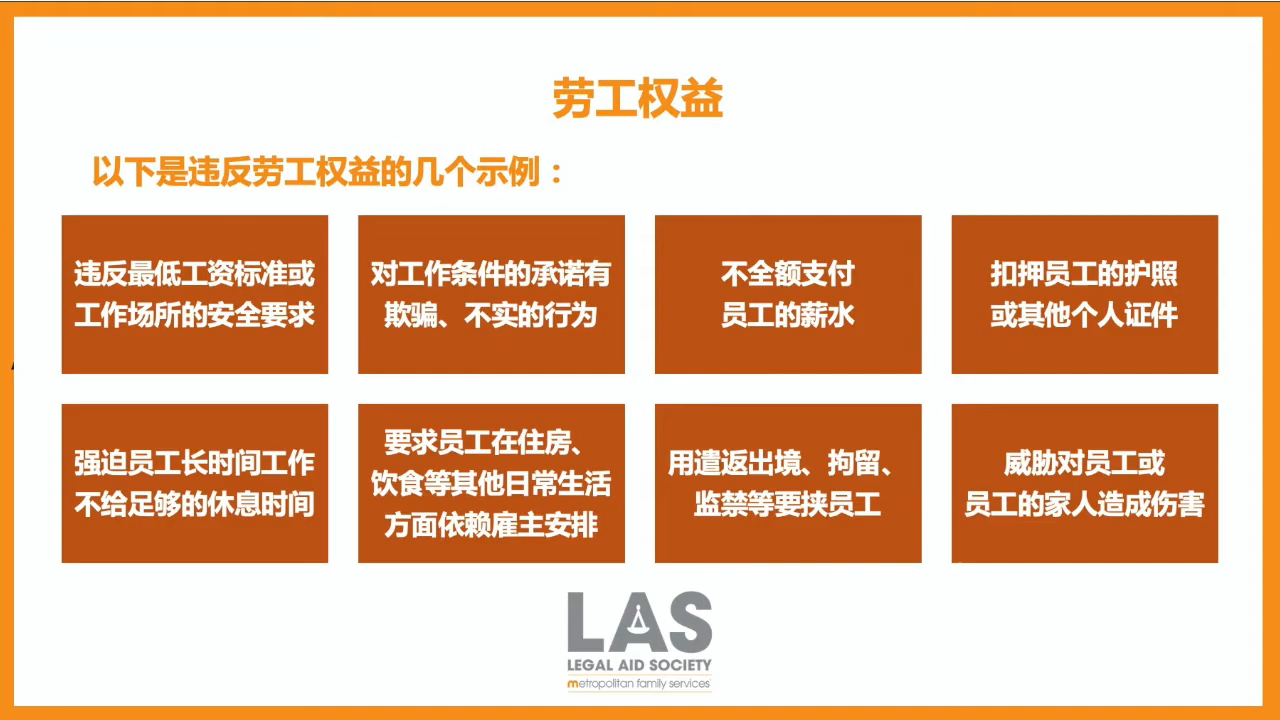 劳工权益
以下是违反劳工权益的几个示例：
违反最低工资标准或
工作场所的安全要求
对工作条件的承诺有
欺骗、不实的行为
不全额支付
员工的薪水
扣押员工的护照
或其他个人证件
强迫员工长时间工作
不给足够的休息时间
要求员工在住房、
饮食等其他日常生活
方面依赖雇主安排
用遣返出境、拘留、
监禁等要挟员工
威胁对员工或
员工的家人造成伤害
LAS
LEGAL AID SOCIETY
metropolitan family services